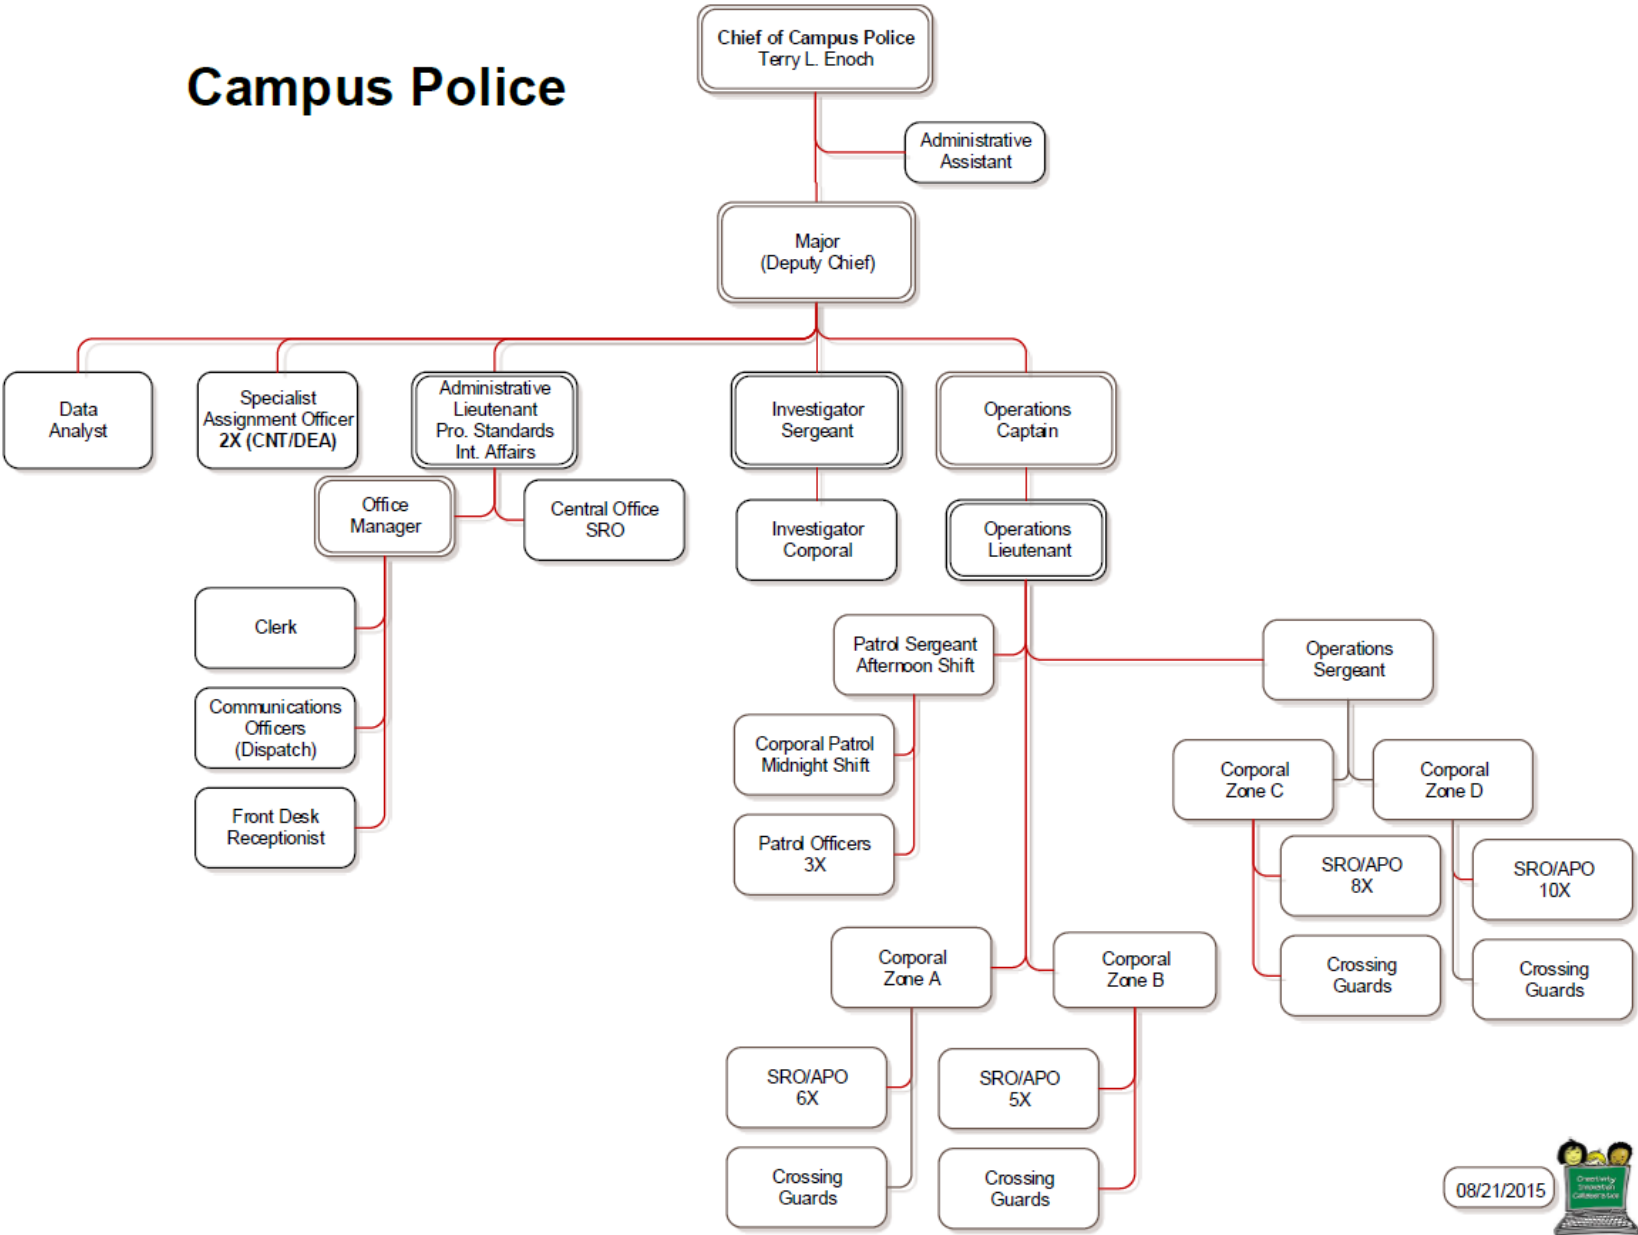 Campus Police
Chief of Campus Police
Terry L. Enoch
Administrative
Assistant
Major
(Deputy Chief)
Data
Analyst
Specialist
Assignment Officer
2X (CNT/DEA)
Administrative
Lieutenant
Pro. Standards
Int. Affairs
Investigator
Sergeant
Operations
Captain
Office
Manager
Central Office
SRO
Investigator
Corporal
Operations
Lieutenant
Clerk
Communications
Officers
(Dispatch)
Front Desk
Receptionist
Patrol Sergeant
Afternoon Shift
Operations
Sergeant
Corporal Patrol
Midnight Shift
Patrol Officers
3X
Corporal
Zone C
Corporal
Zone D
SRO/APO
8X
SRO/APO
10X
Crossing
Guards
Crossing
Guards
Corporal
Zone A
Corporal
Zone B
SRO/APO
6X
SRO/APO
5X
Crossing
Guards
Crossing
Guards
08/21/2015
Creativity
Innovation
Collaboration